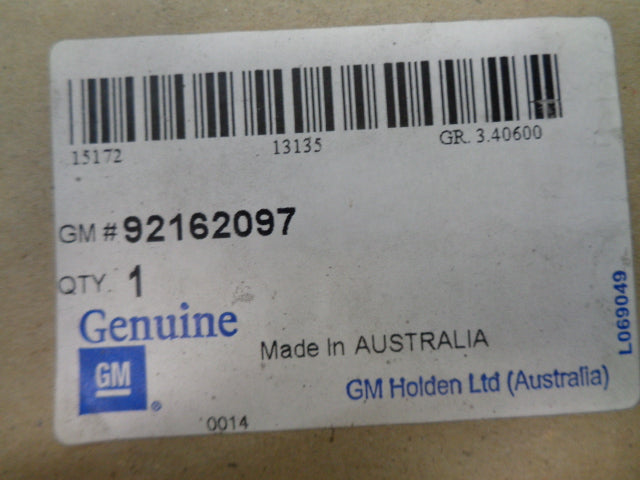 15172 13135 GR. 3.40600
GM # 92162097
QTY. 1
Genuine
GM ®
Made In AUSTRALIA
GM Holden Ltd (Australia)
0014
L069049